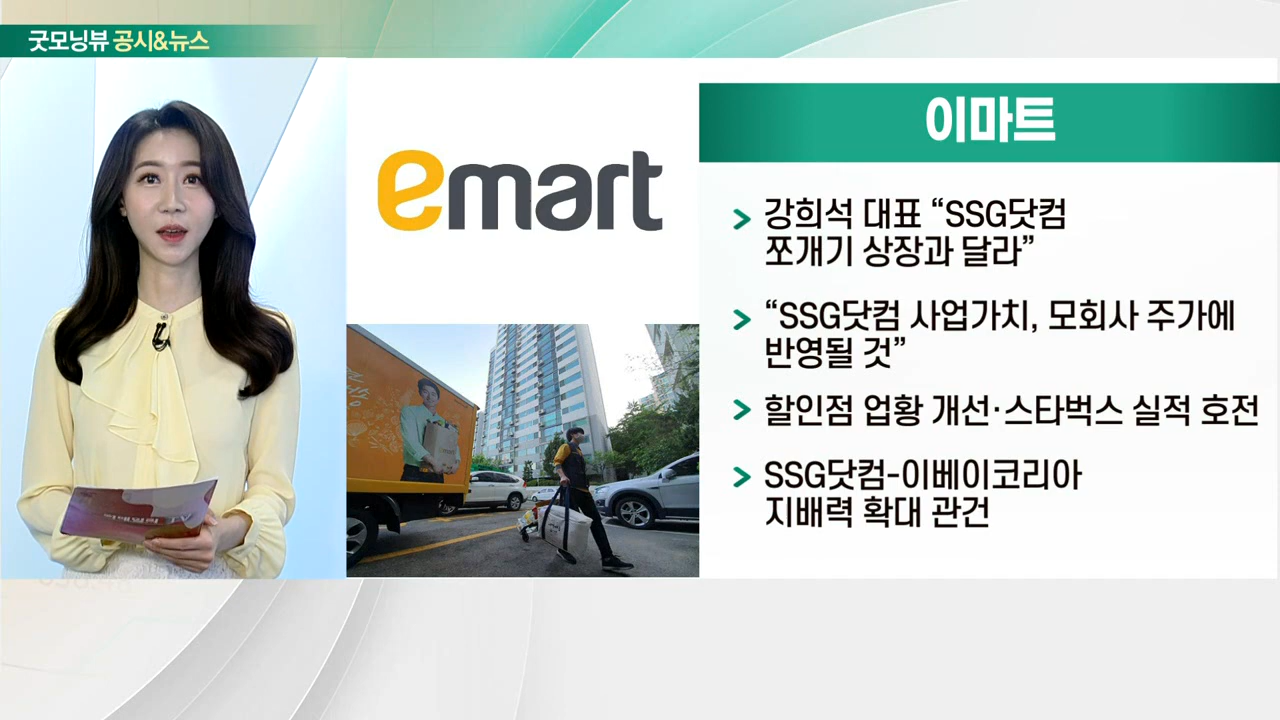 굿모닝뷰 공시&뉴스
emart
이마트
강희석 대표 “SSG닷컴
쪼개기 상장과 달라”
“SSG닷컴 사업가치, 모회사 주가에
반영될 것”
할인점 업황 개선·스타벅스 실적 호전
SSG닷컴-이베이코리아
지배력 확대 관건